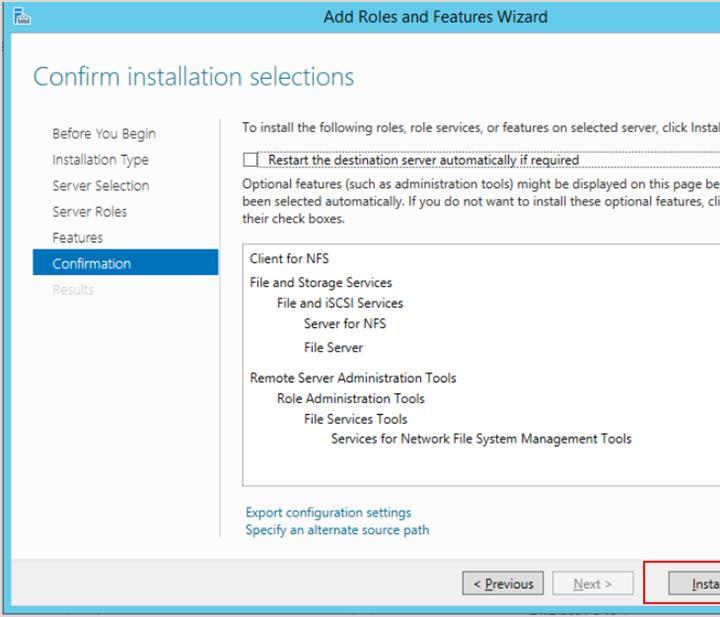 Add Roles and Features Wizard
Confirm installation selections
Before You Begin
Installation Type
Server Selection
Server Roles
Features
Confirmation
Results
To install the following roles, role services, or features on selected server, click Instal
Restart the destination server automatically if required
Optional features (such as administration tools) might be displayed on this page be
been selected automatically. If you do not want to install these optional features, cli
their check boxes.
Client for NFS
File and Storage Services
File and iSCSI Services
Server for NFS
File Server
Remote Server Administration Tools
Role Administration Tools
File Services Tools
Services for Network File System Management Tools
Export configuration settings
Specify an alternate source path
< Previous
Next >
Insta